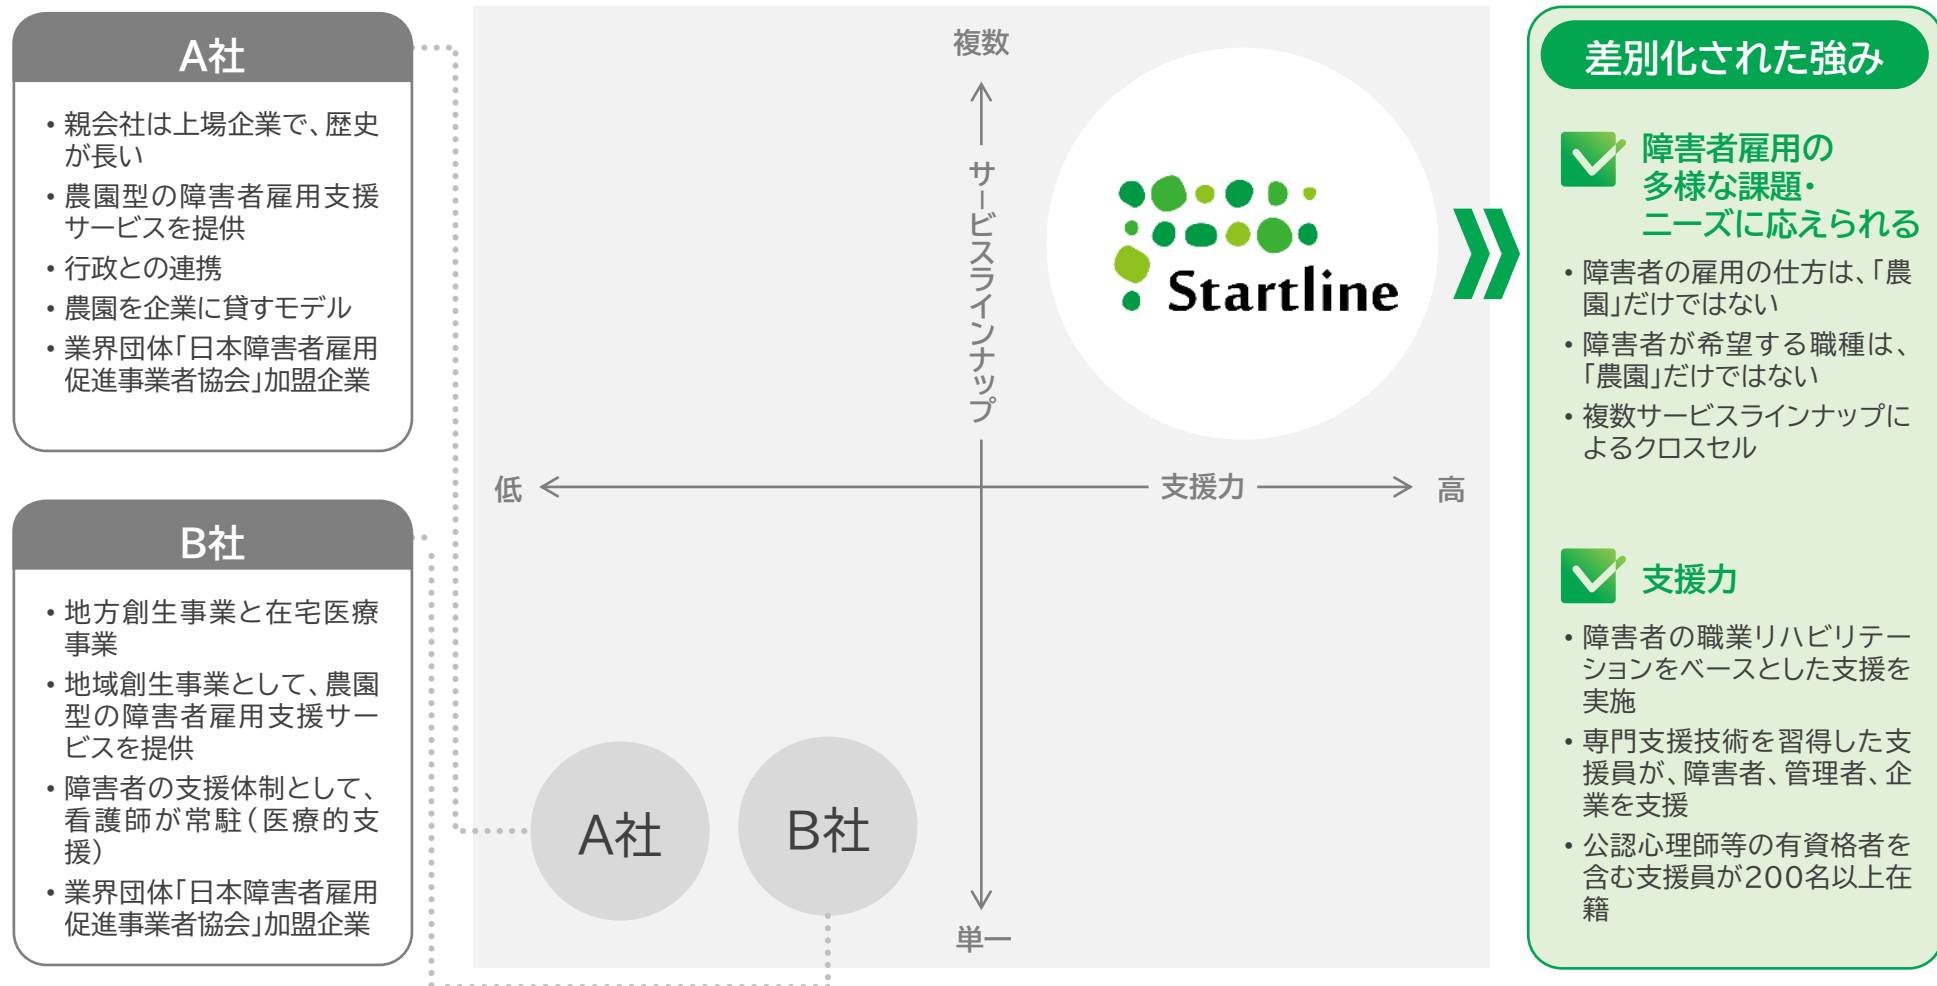 A社
・親会社は上場企業で、歴史
が長い
・農園型の障害者雇用支援
サービスを提供
・行政との連携
・農園を企業に貸すモデル
・業界団体「日本障害者雇用
促進事業者協会」加盟企業
B社
・地方創生事業と在宅医療
事業
・地域創生事業として、農園
型の障害者雇用支援サー
ビスを提供
・障害者の支援体制として、
看護師が常駐(医療的支
援)
・業界団体「日本障害者雇用
促進事業者協会」加盟企業
複数
サービスラインナップ
Startline
低
支援力
高
A社
B社
単一
差別化された強み
障害者雇用の
多様な課題・
ニーズに応えられる
・障害者の雇用の仕方は、「農
園」だけではない
・障害者が希望する職種は、
「農園」だけではない
・複数サービスラインナップに
よるクロスセル
支援力
・障害者の職業リハビリテー
ションをベースとした支援を
実施
・専門支援技術を習得した支
援員が、障害者、管理者、企
業を支援
・公認心理師等の有資格者を
含む支援員が200名以上在
籍